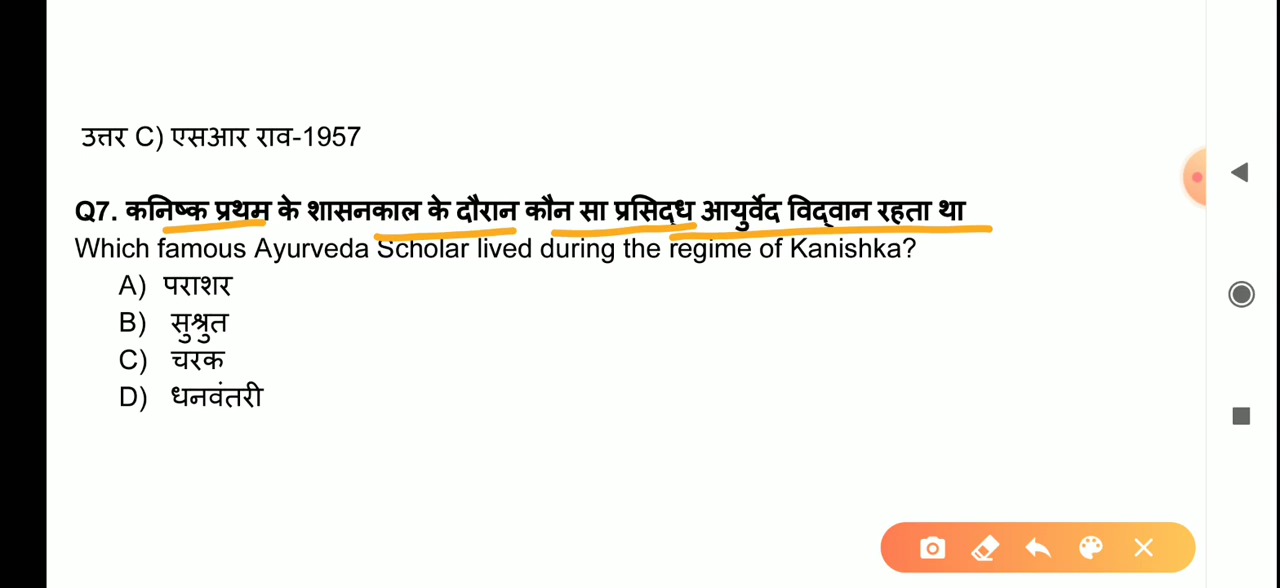 उत्तर C) एसआर राव-1957
Q7. कनिष्क प्रथम के शासनकाल के दौरान कौन सा प्रसिद्ध आयुर्वेद विद्वान रहता था
Which famous Ayurveda Scholar lived during the regime of Kanishka?
A) पराशर
B) सुश्रुत
C) चरक
D) धनवंतरी